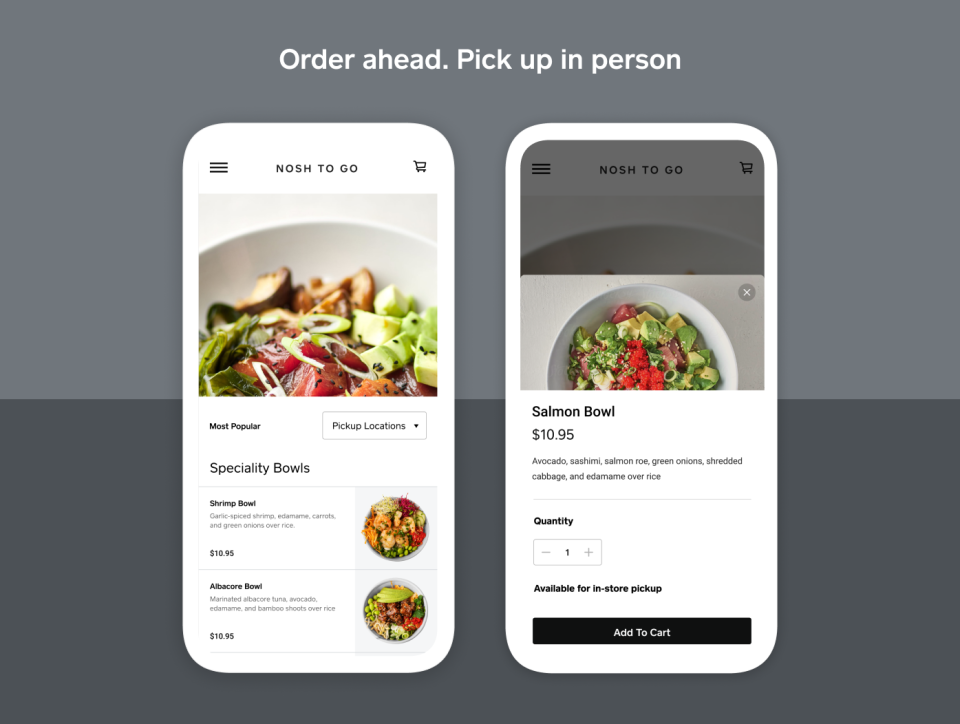 Order ahead. Pick up in person
NOSH TO GO
Most Popular
Pickup Locations
Speciality Bowls
Shrimp Bowl
Garlic-spiced shrimp, edamame, carrots,
and green onions over rice.
$10.95
Albacore Bowl
Marinated albacore tuna, avocado,
edamame, and bamboo shoots over rice
$10.95
NOSH TO GO
Salmon Bowl
$10.95
Avocado, sashimi, salmon roe, green onions, shredded
cabbage, and edamame over rice
Quantity
1
Available for in-store pickup
Add To Cart